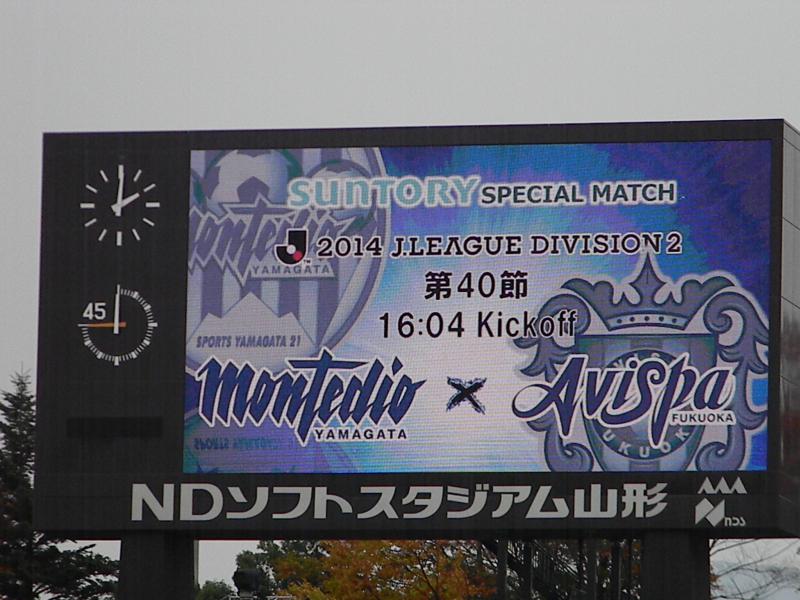 SUNTORY SPECIAL MATCH
J 2014 J.LEAGUE DIVISION 2
第40節
16:04 Kickoff
Montedio
YAMAGATA
SPORTS YAMAGATA 21
45
Montedio
YAMAGATA
×
Avispa
FUKUOKA
FUKUOKA
NDソフトスタジアム山形